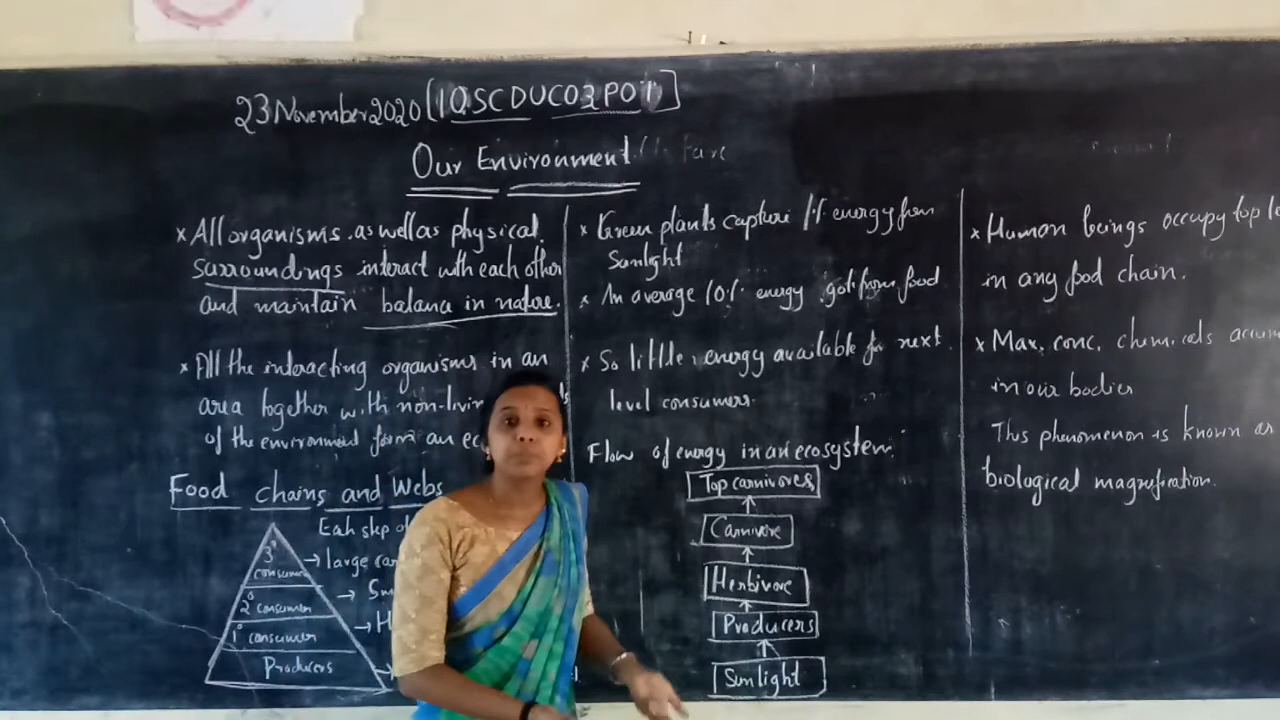 23 November 2020 [10SCDUC02P01]
Our Environment
× All organisms as well as physical
surroundings interact with each other
and maintain balance in nature.
× All the interacting organisms in an
area together with non-livin
of the environment form an ec
Food chains and Webs
Each step of
3° consumer
→ large car
2° consumer
→ Sm
1° consumer
→ H
Producers
→
× Green plants capture 1% energy from
Sunlight
× An average 10% energy got from food
× So little energy available for next
level consumers.
Flow of energy in an ecosystem.
Top carnivores
Carnivore
Herbivore
Producers
Sunlight
× Human beings occupy top le
in any food chain.
× Max. conc. chemicals accum
in our bodies
This phenomenon is known as
biological magnification.